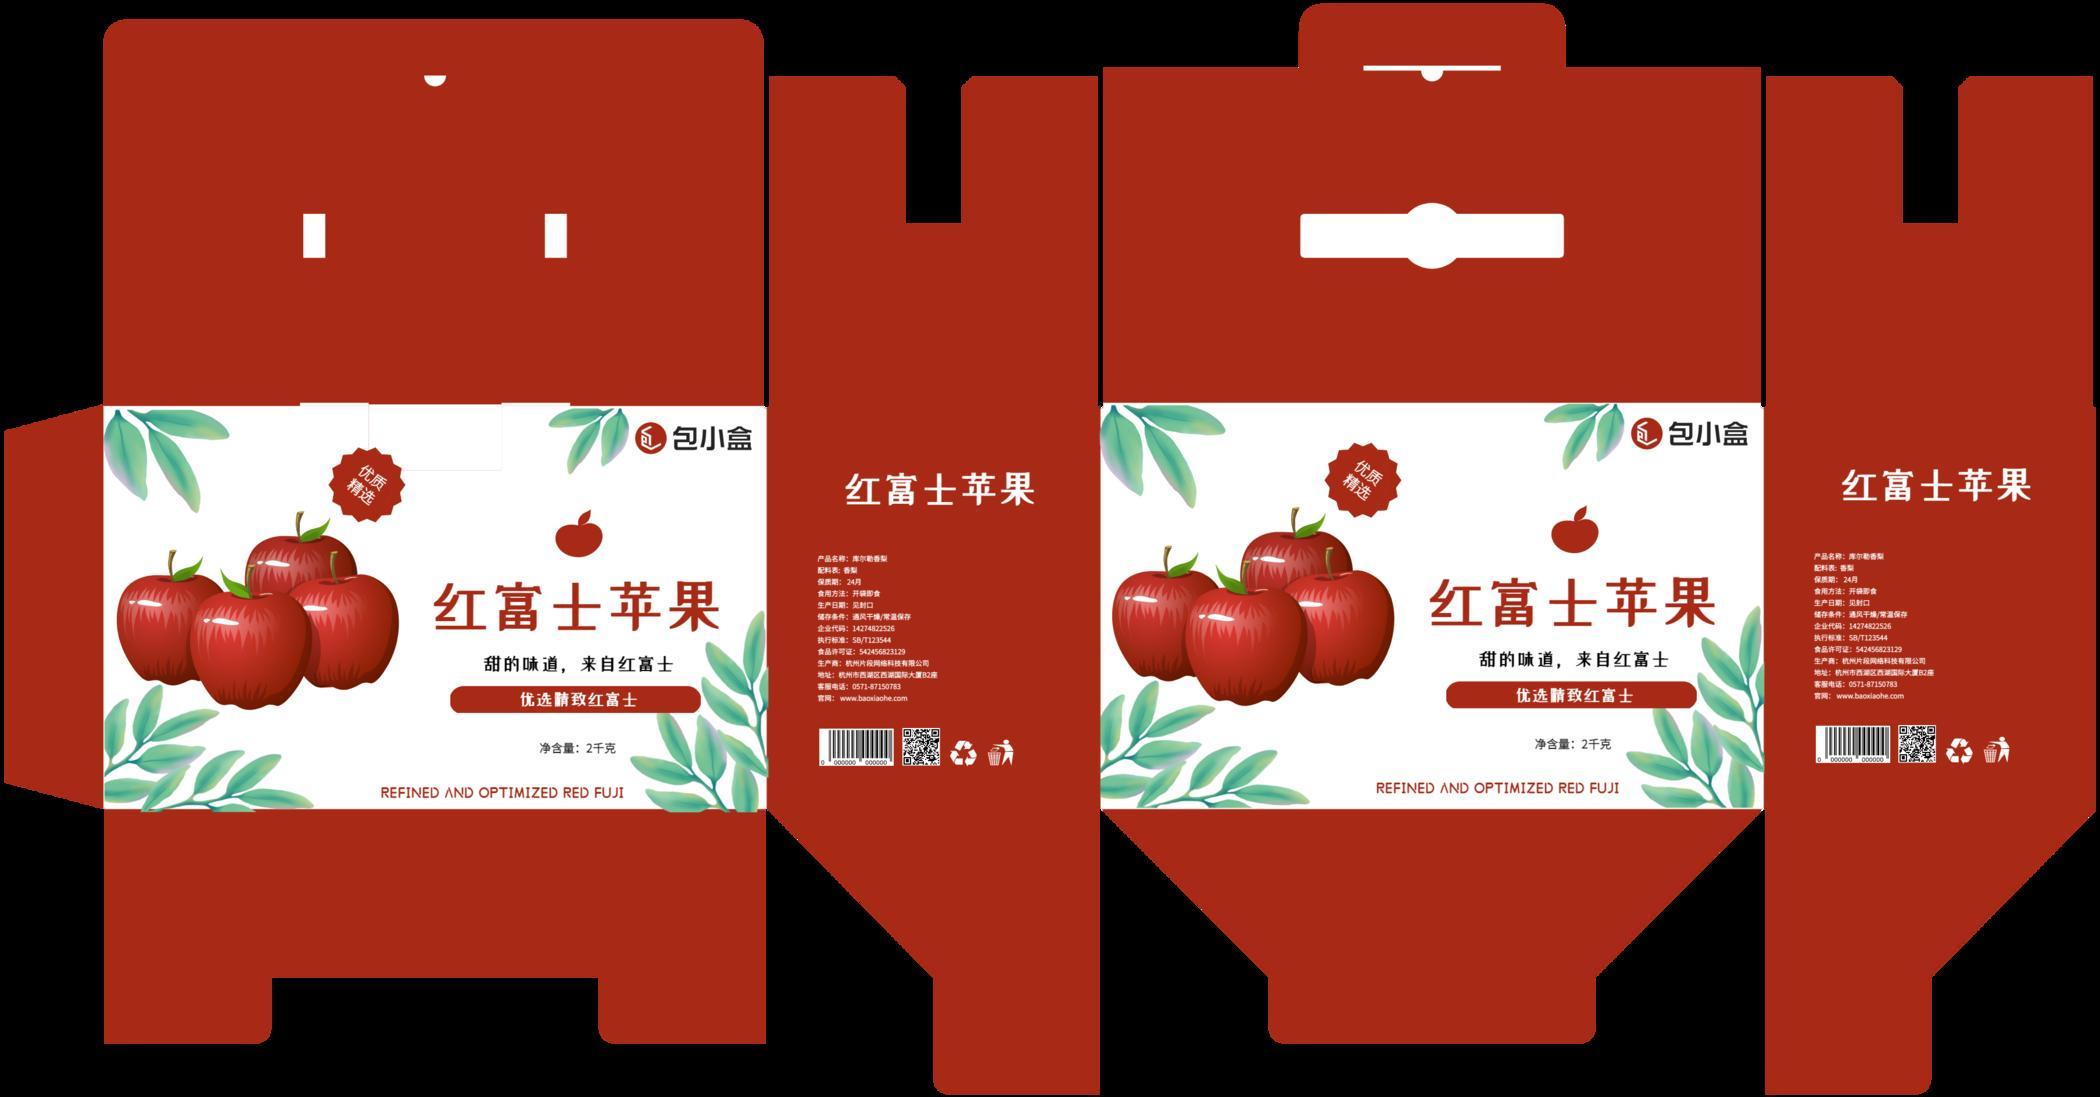 包小盒
优质
精选
红富士苹果
甜的味道，来自红富士
优选精致红富士
净含量：2千克
REFINED AND OPTIMIZED RED FUJI
红富士苹果
产品名称：库尔勒香梨
配料表：香梨
保质期：24月
食用方法：开袋即食
生产日期：见封口
储存条件：通风干燥/常温保存
企业代码：14274822526
执行标准：SB/T123544
食品许可证：542456823129
生产商：杭州片段网络科技有限公司
地址：杭州市西湖区西湖国际大厦B2座
客服电话：0571-87150783
官网：www.baoxiaohe.com
0 000000 000000
包小盒
优质
精选
红富士苹果
甜的味道，来自红富士
优选精致红富士
净含量：2千克
REFINED AND OPTIMIZED RED FUJI
红富士苹果
产品名称：库尔勒香梨
配料表：香梨
保质期：24月
食用方法：开袋即食
生产日期：见封口
储存条件：通风干燥/常温保存
企业代码：14274822526
执行标准：SB/T123544
食品许可证：542456823129
生产商：杭州片段网络科技有限公司
地址：杭州市西湖区西湖国际大厦B2座
客服电话：0571-87150783
官网：www.baoxiaohe.com
0 000000 000000